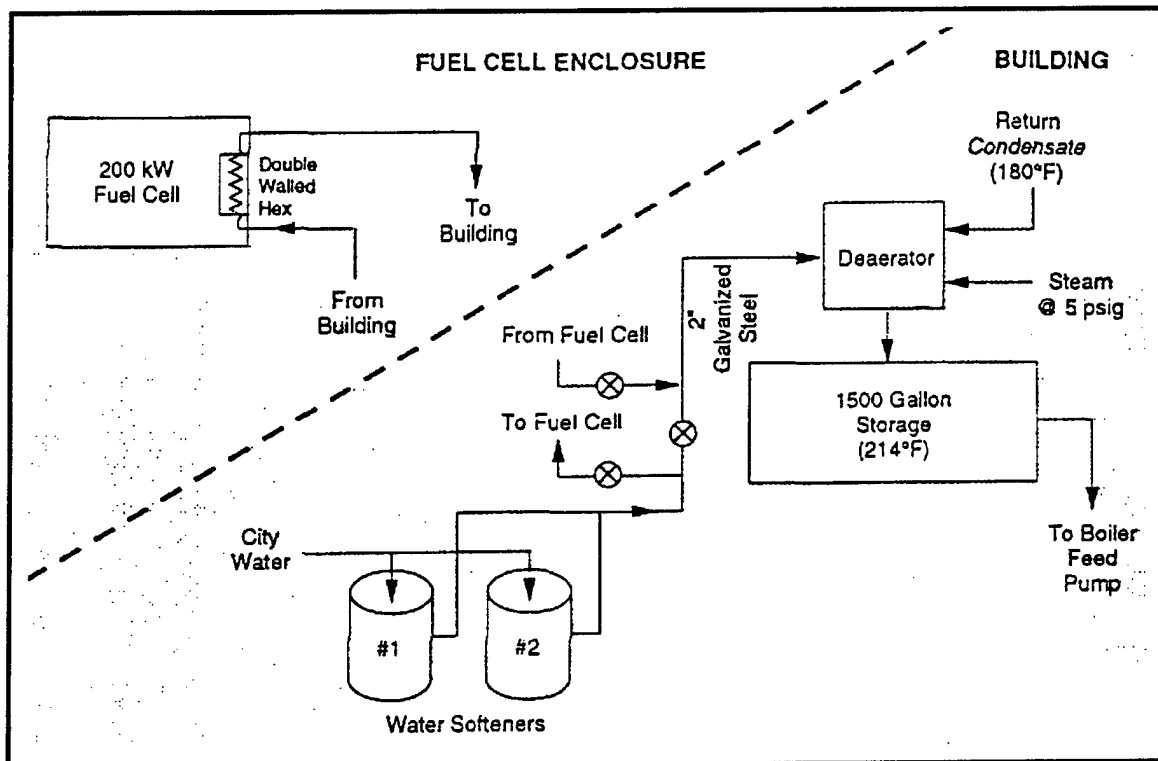 FUEL CELL ENCLOSURE
BUILDING
200 kW
Fuel Cell
Double
Walled
Hex
To
Building
From
Building
Return
Condensate
(180°F)
Deaerator
Steam
@ 5 psig
2"
Galvanized
Steel
From Fuel Cell
To Fuel Cell
1500 Gallon
Storage
(214°F)
To Boiler
Feed
Pump
City
Water
#1
#2
Water Softeners